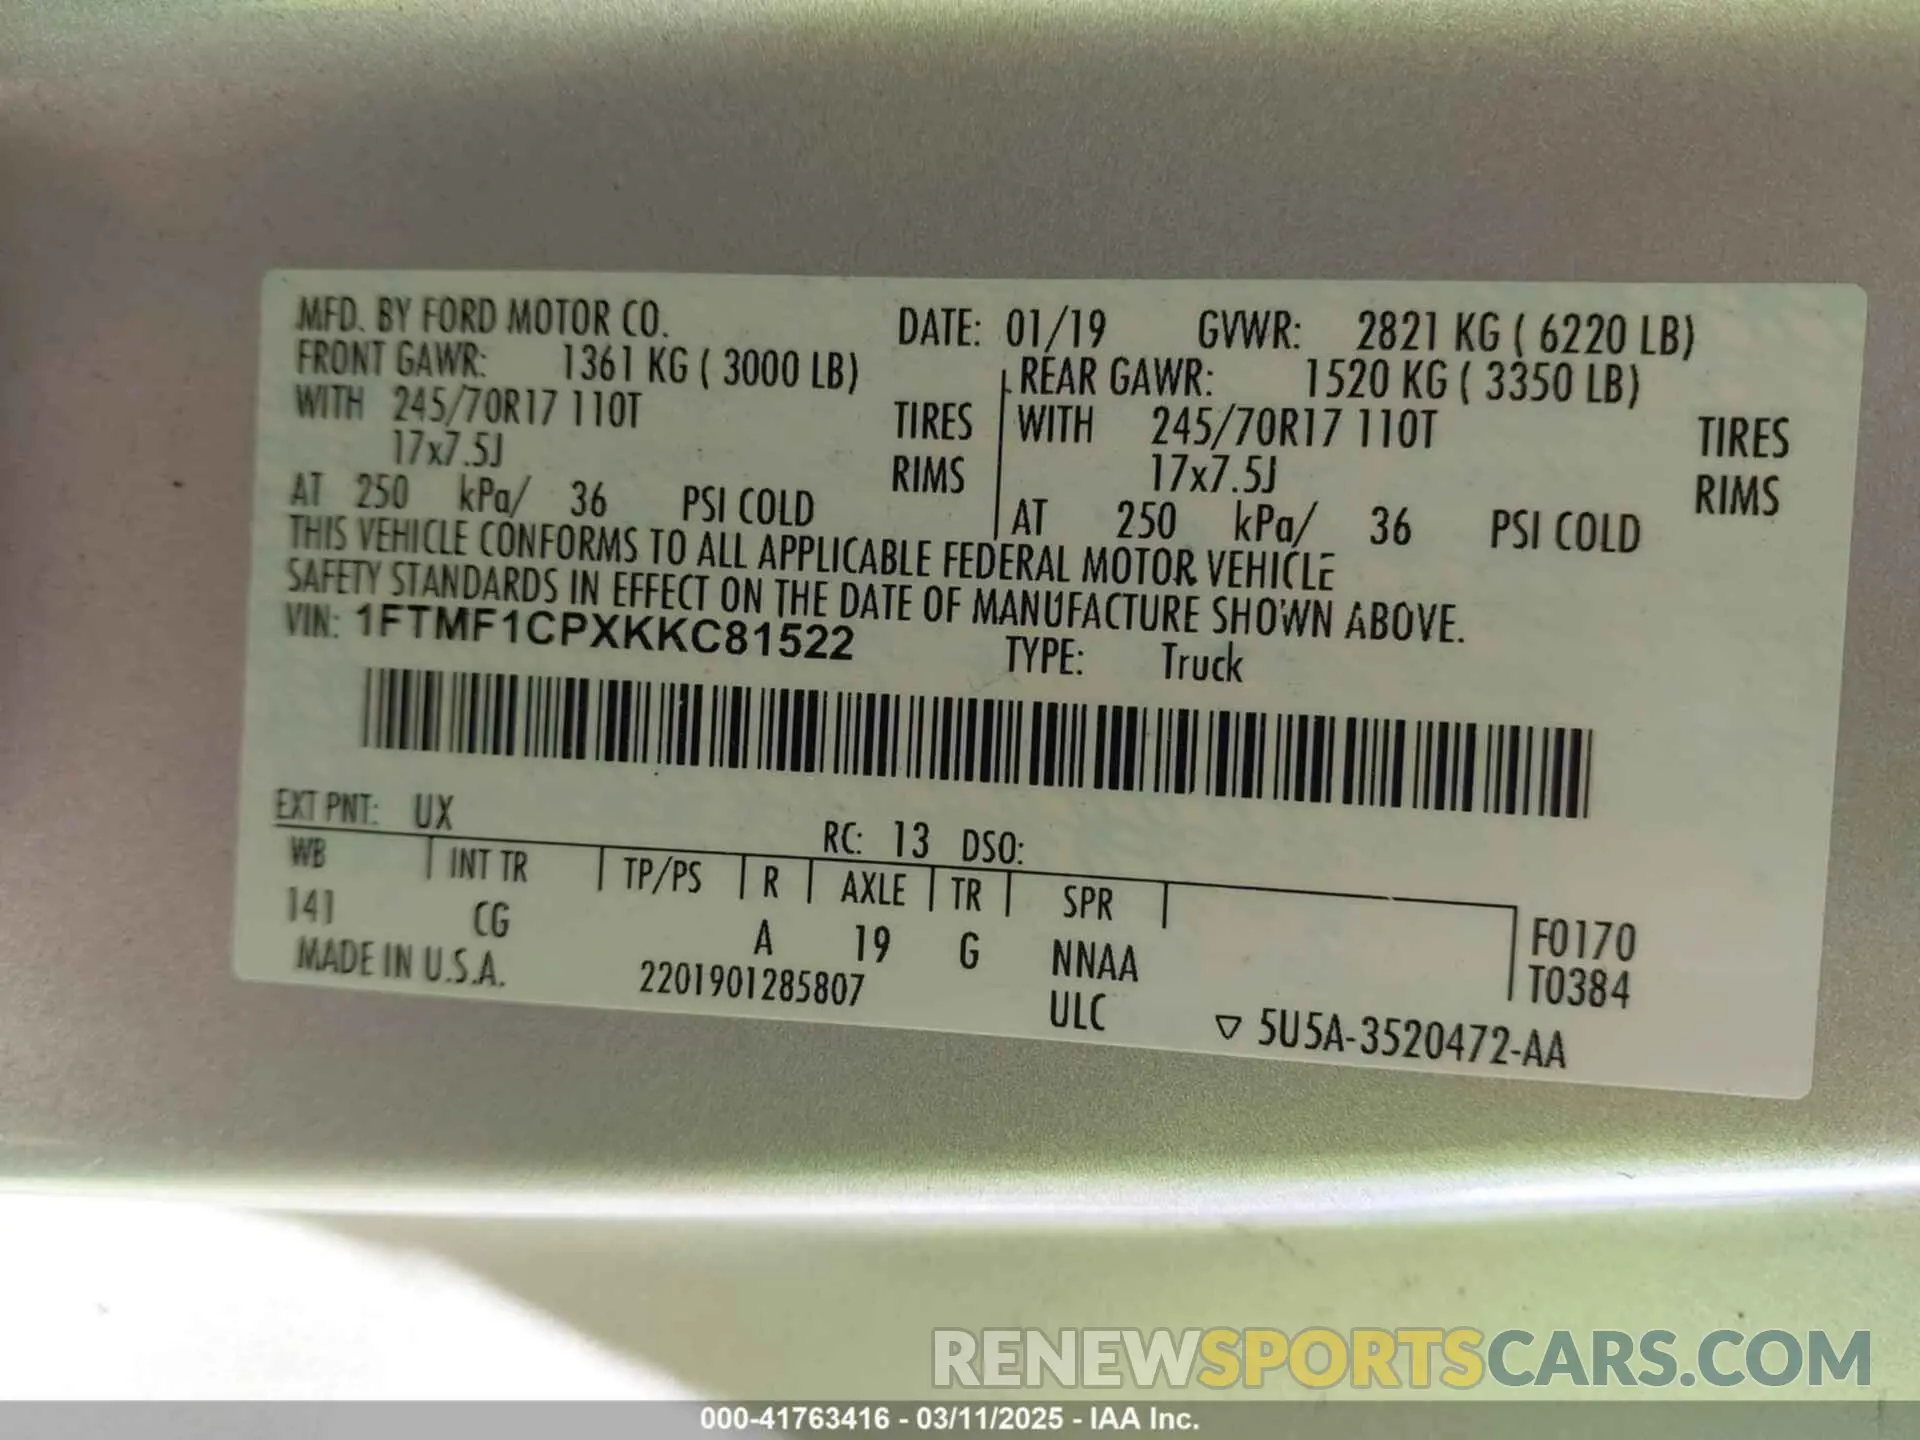 MFD. BY FORD MOTOR CO. DATE: 01/19 GVWR: 2821 KG ( 6220 LB)
FRONT GAWR: 1361 KG ( 3000 LB) REAR GAWR: 1520 KG ( 3350 LB)
WITH 245/70R17 110T TIRES WITH 245/70R17 110T TIRES
17x7.5J RIMS 17x7.5J RIMS
AT 250 kPa/ 36 PSI COLD AT 250 kPa/ 36 PSI COLD
THIS VEHICLE CONFORMS TO ALL APPLICABLE FEDERAL MOTOR VEHICLE
SAFETY STANDARDS IN EFFECT ON THE DATE OF MANUFACTURE SHOWN ABOVE.
VIN: 1FTMF1CPXKKC81522 TYPE: Truck
EXT PNT: UX RC: 13 DSO:
WB INT TR TP/PS R AXLE TR SPR
141 CG A 19 G NNAA F0170
MADE IN U.S.A. 2201901285807 ULC T0384
▽ 5U5A-3520472-AA
RENEWSPORTSCARS.COM
000-41763416 - 03/11/2025 - IAA Inc.